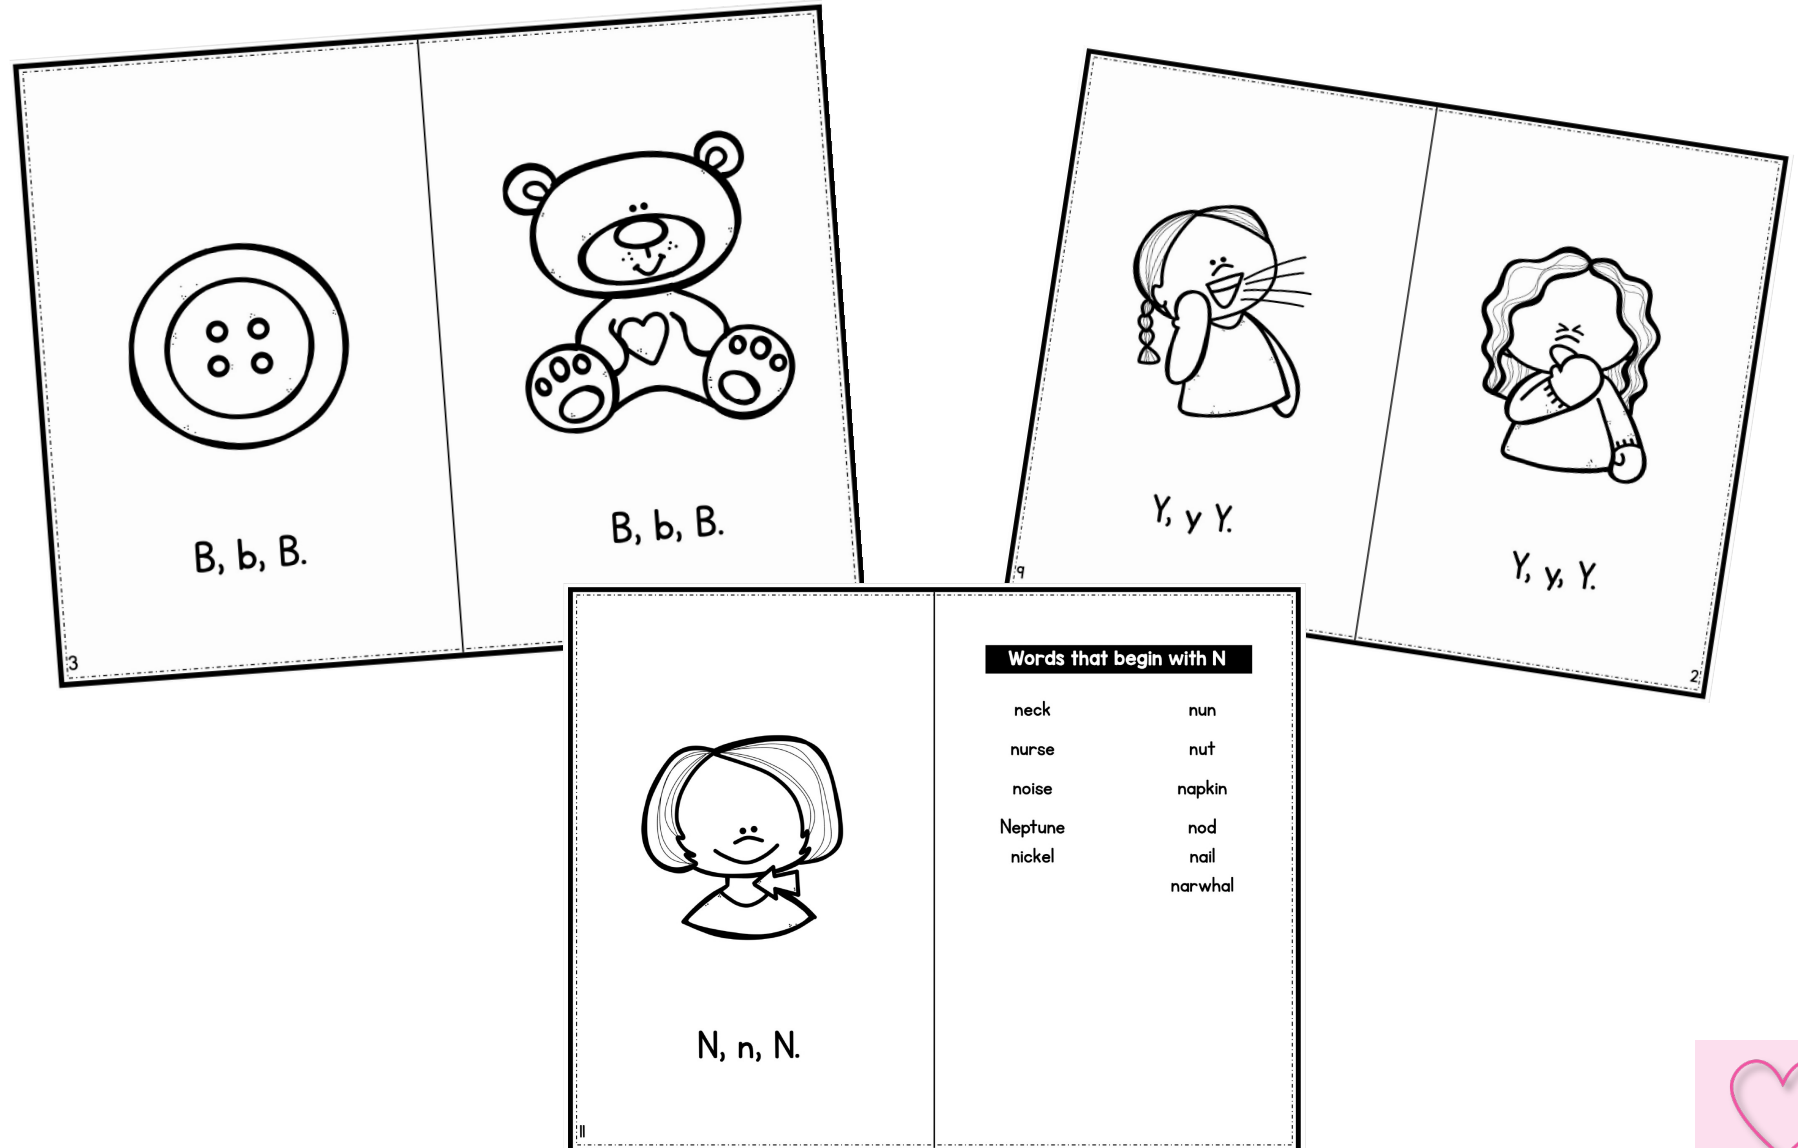 B, b, B.
B, b, B.
3
Y, y Y.
Y, y, Y.
9
2
N, n, N.
11
Words that begin with N
neck nun
nurse nut
noise napkin
Neptune nod
nickel nail
narwhal